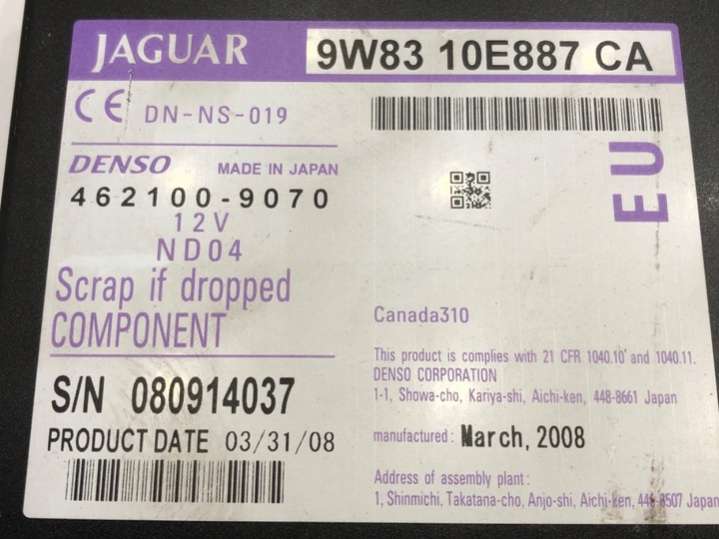 JAGUAR
9W83 10E887 CA
CE DN-NS-019
EU
DENSO MADE IN JAPAN
462100-9070
12V
ND04
Scrap if dropped
COMPONENT
S/N 080914037
PRODUCT DATE 03/31/08
Canada310
This product is complies with 21 CFR 1040.10 and 1040.11.
DENSO CORPORATION
1-1, Showa-cho, Kariya-shi, Aichi-ken, 448-8661 Japan
manufactured: March, 2008
Address of assembly plant:
1, Shinmichi, Takatana-cho, Anjo-shi, Aichi-ken, 446-8507 Japan